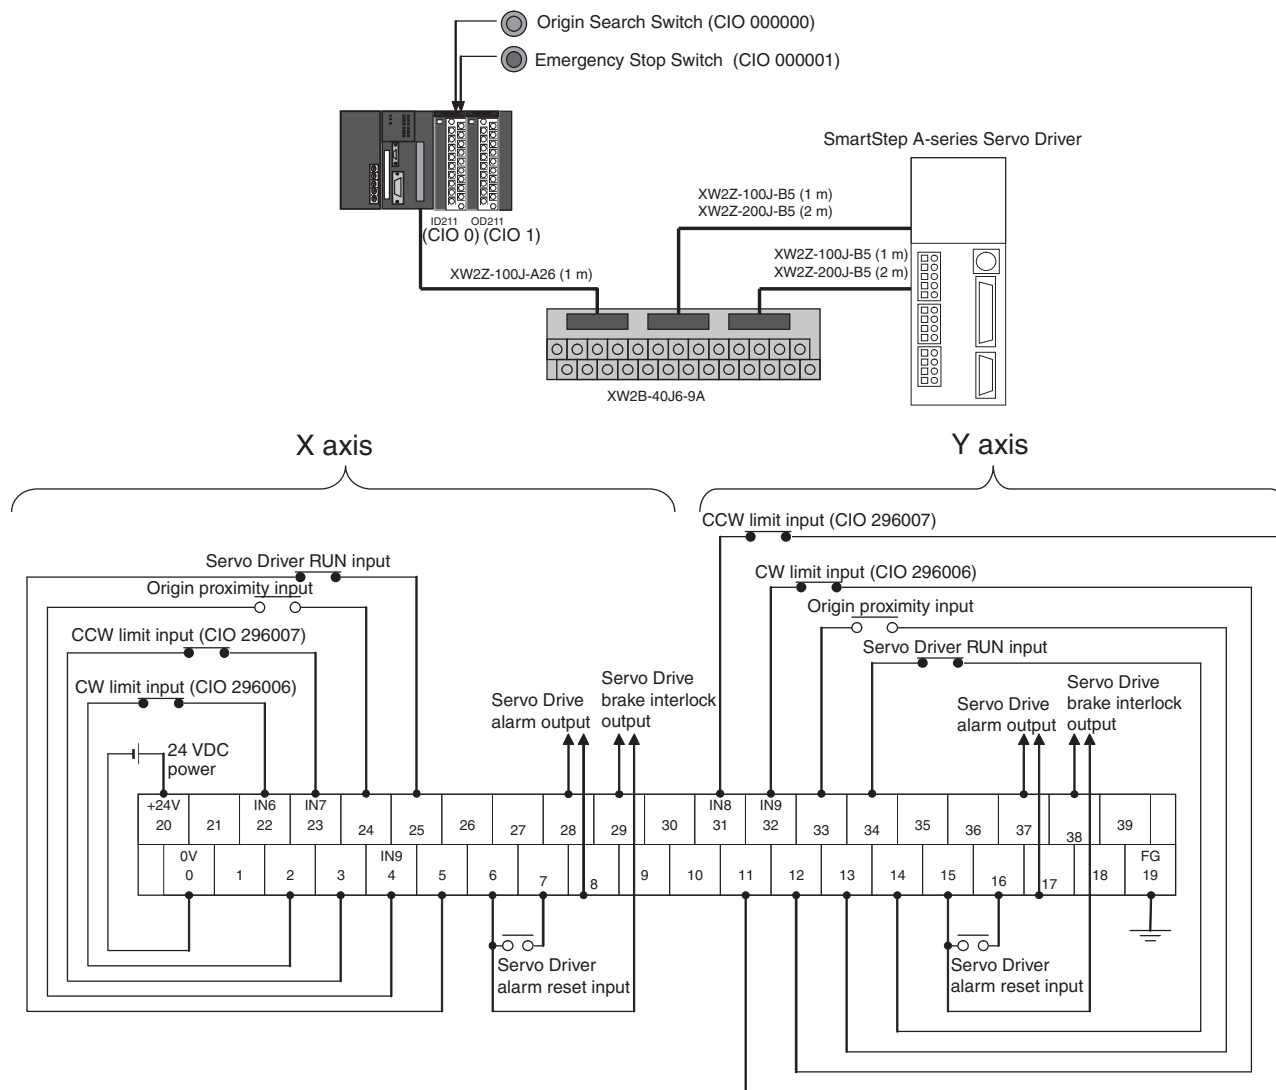 Origin Search Switch (CIO 000000)
Emergency Stop Switch (CIO 000001)
SmartStep A-series Servo Driver
XW2Z-100J-B5 (1 m)
XW2Z-200J-B5 (2 m)
ID211 OD211
(CIO 0) (CIO 1)
XW2Z-100J-B5 (1 m)
XW2Z-200J-B5 (2 m)
XW2Z-100J-A26 (1 m)
XW2B-40J6-9A
X axis
Y axis
CCW limit input (CIO 296007)
Servo Driver RUN input
CW limit input (CIO 296006)
Origin proximity input
Origin proximity input
CCW limit input (CIO 296007)
Servo Driver RUN input
CW limit input (CIO 296006)
Servo Drive
alarm output
Servo Drive
brake interlock
output
Servo Drive
alarm output
Servo Drive
brake interlock
output
24 VDC
power
+24V IN6 IN7 IN8 IN9
20 21 22 23 24 25 26 27 28 29 30 31 32 33 34 35 36 37 38 39
0V IN9 FG
0 1 2 3 4 5 6 7 8 9 10 11 12 13 14 15 16 17 18 19
Servo Driver
alarm reset input
Servo Driver
alarm reset input